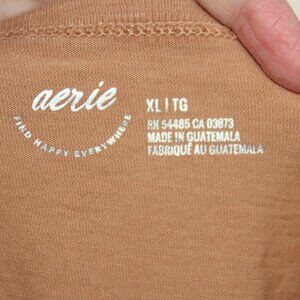 aerie
FIND HAPPY EVERYWHERE
XL | TG
RN 54485 CA 03873
MADE IN GUATEMALA
FABRIQUÉ AU GUATEMALA